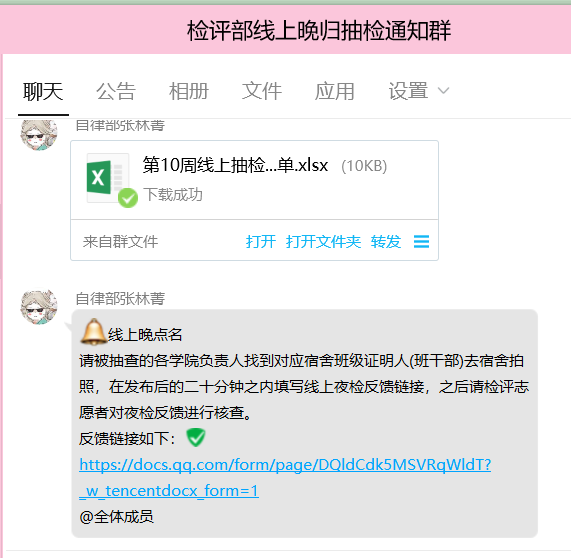 检评部线上晚归抽检通知群
聊天 公告 相册 文件 应用 设置
自律部张林菁
第10周线上抽检...单.xlsx (10KB)
下载成功
来自群文件 打开 打开文件夹 转发
自律部张林菁
线上晚点名
请被抽查的各学院负责人找到对应宿舍班级证明人(班干部)去宿舍拍
照，在发布后的二十分钟之内填写线上夜检反馈链接，之后请检评志
愿者对夜检反馈进行核查。
反馈链接如下：
https://docs.qq.com/form/page/DQldCdk5MSVRqWldT?
_w_tencentdocx_form=1
@全体成员